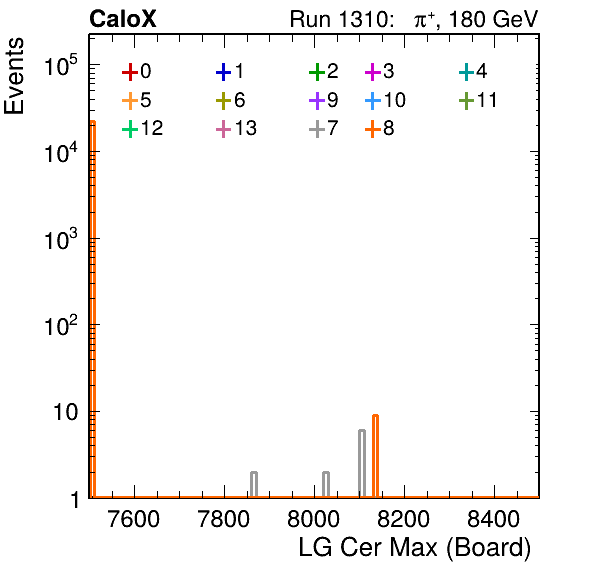 CaloX Run 1310: π⁺, 180 GeV
Events
10⁵
10⁴
10³
10²
10
1
0 1 2 3 4
5 6 9 10 11
12 13 7 8
7600 7800 8000 8200 8400
LG Cer Max (Board)